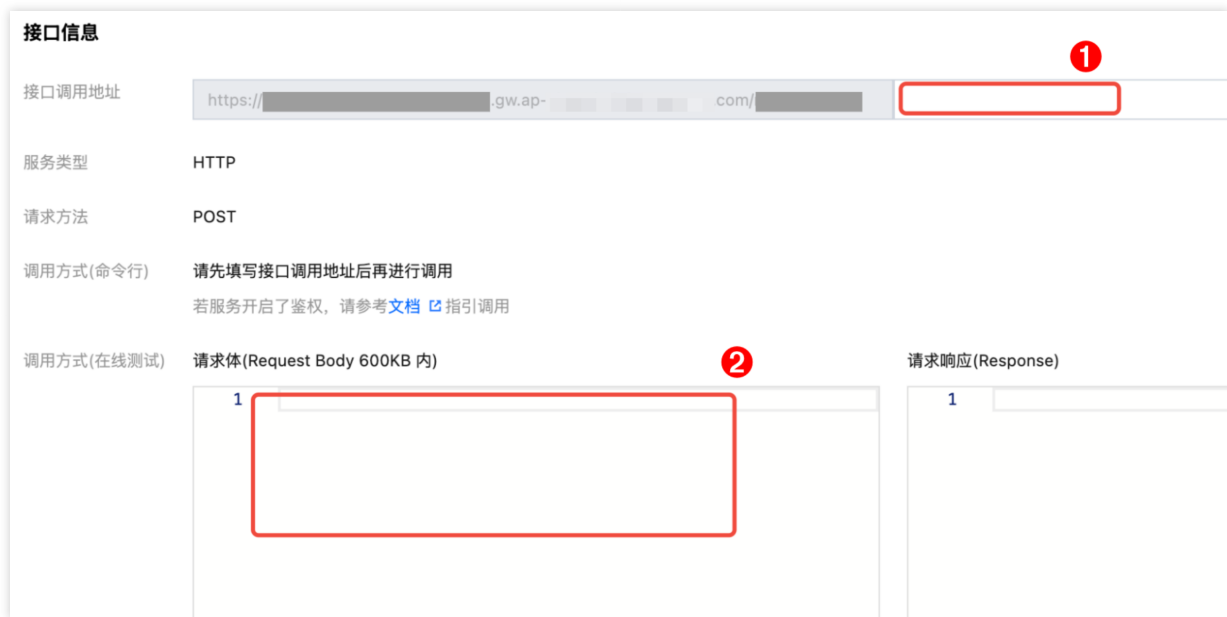 接口信息
1
接口调用地址
https:// .gw.ap- com/
服务类型
HTTP
请求方法
POST
调用方式(命令行)
请先填写接口调用地址后再进行调用
若服务开启了鉴权，请参考文档 指引调用
调用方式(在线测试)
请求体(Request Body 600KB 内)
2
请求响应(Response)
1
1